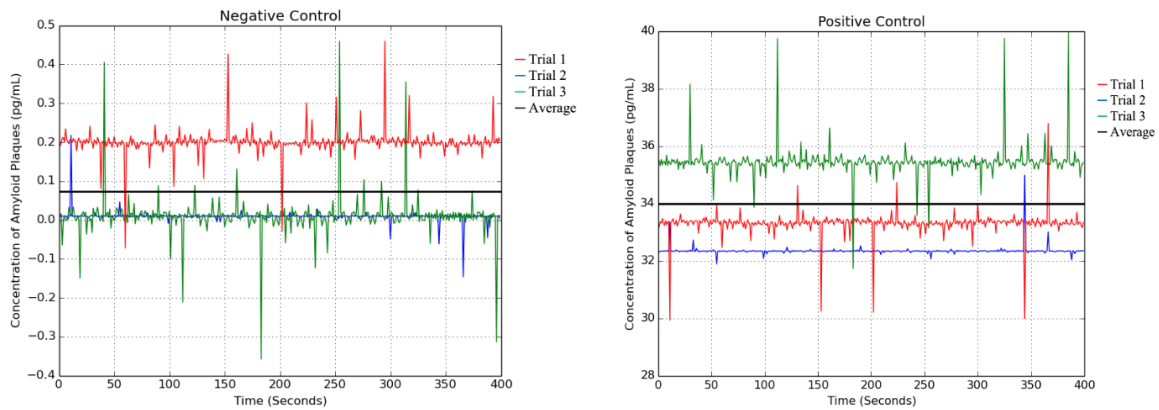 Negative Control
Concentration of Amyloid Plaques (pg/mL)
0.5
0.4
0.3
0.2
0.1
0.0
−0.1
−0.2
−0.3
−0.4
0 50 100 150 200 250 300 350 400
Time (Seconds)
Trial 1
Trial 2
Trial 3
Average
Positive Control
Concentration of Amyloid Plaques (pg/mL)
40
38
36
34
32
30
28
0 50 100 150 200 250 300 350 400
Time (Seconds)
Trial 1
Trial 2
Trial 3
Average